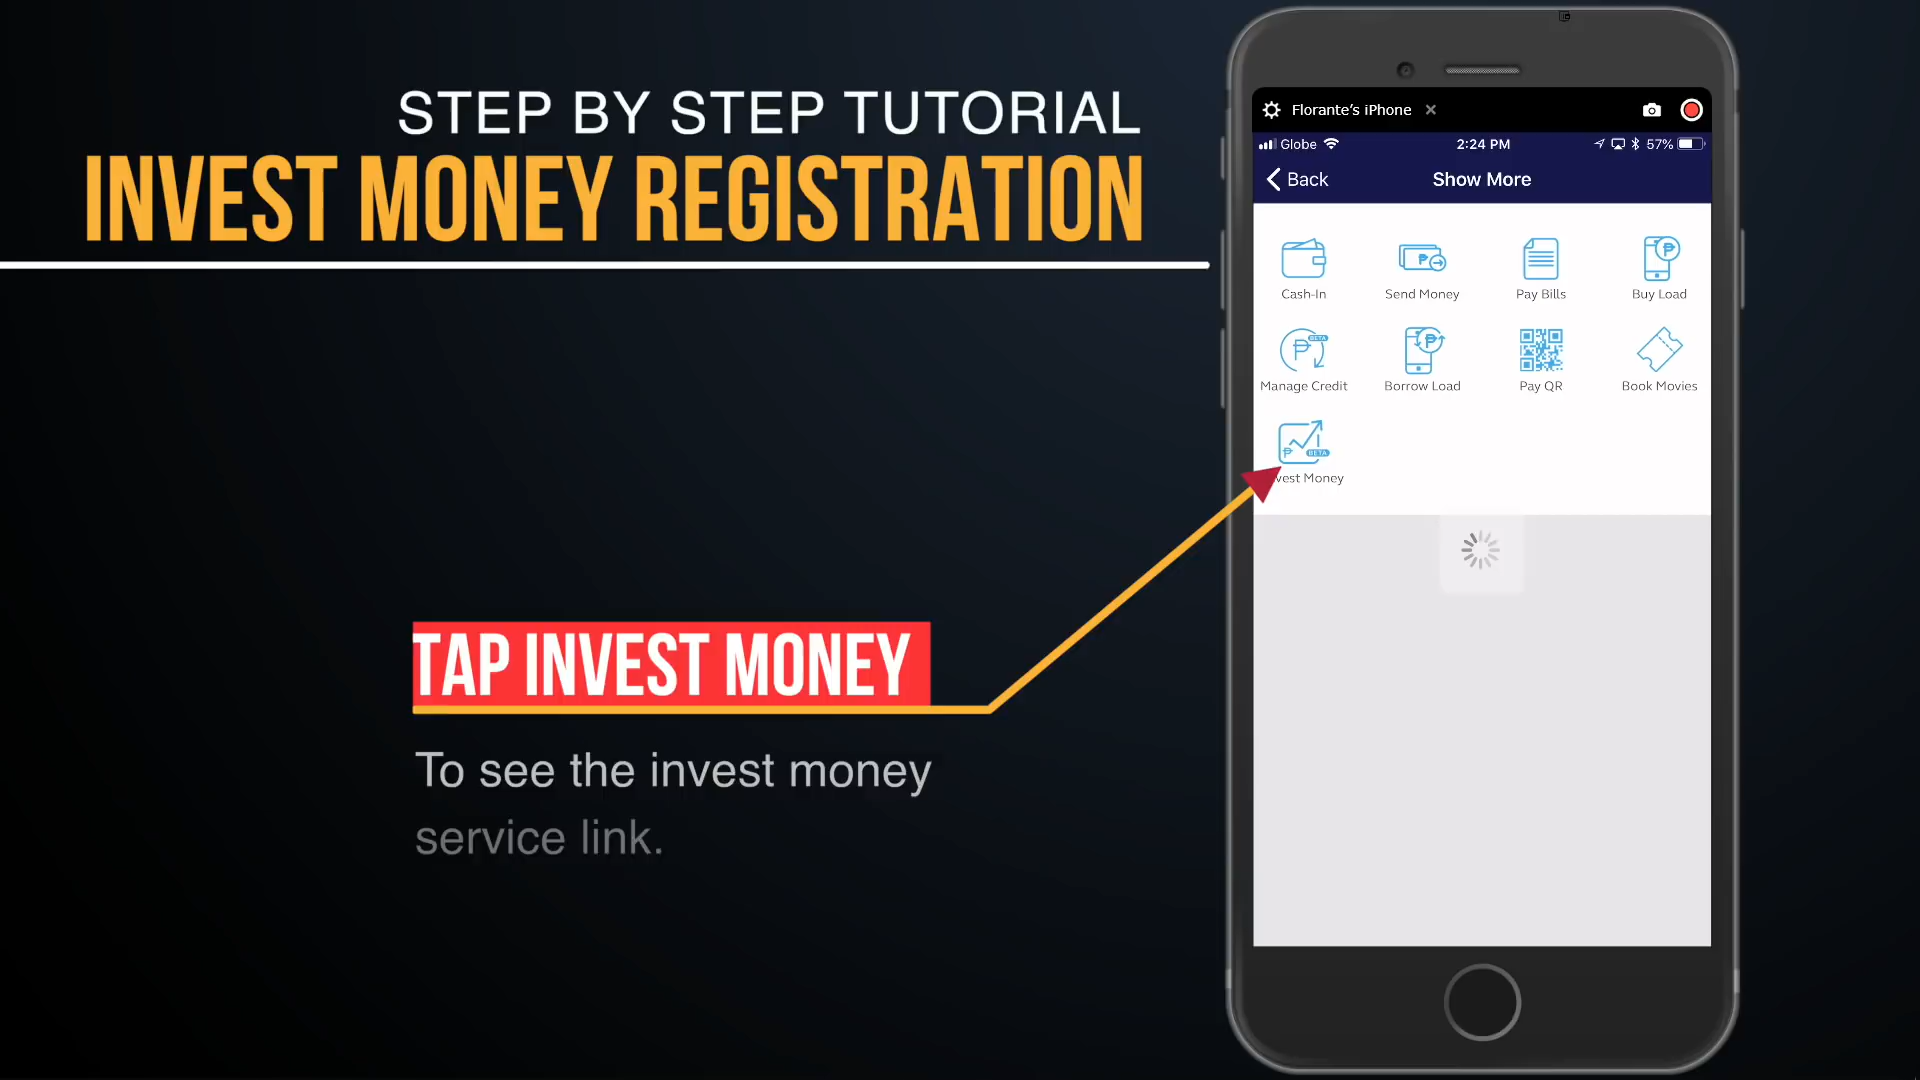 STEP BY STEP TUTORIAL
INVEST MONEY REGISTRATION
TAP INVEST MONEY
To see the invest money
service link.
Florante's iPhone
Globe 2:24 PM 57%
Back Show More
Cash-In Send Money Pay Bills Buy Load
BETA
Manage Credit Borrow Load Pay QR Book Movies
BETA
vest Money